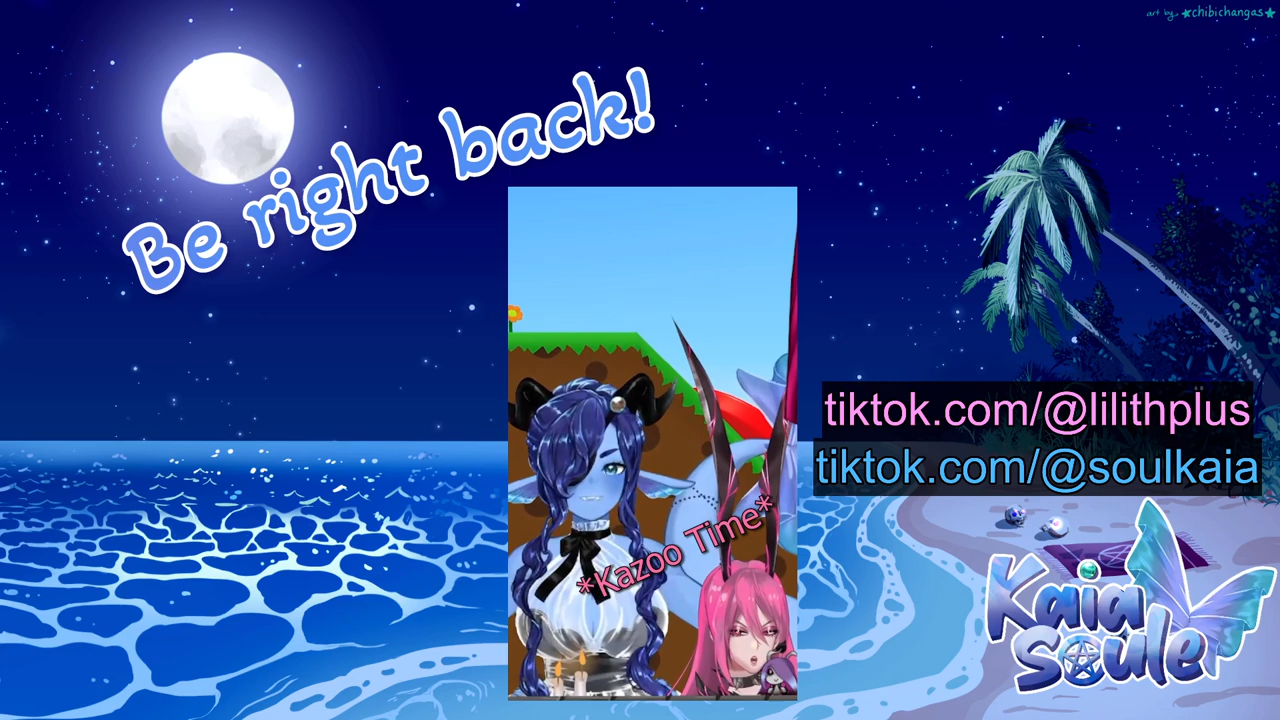 art by... ★chibichangas★
Be right back!
tiktok.com/@lilithplus
tiktok.com/@soulkaia
*Kazoo Time*
Kaia
Soule